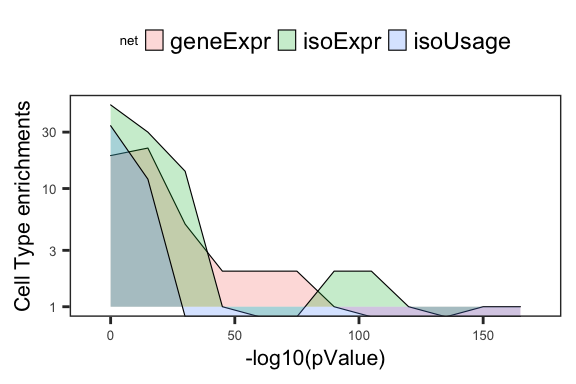 net geneExpr isoExpr isoUsage
Cell Type enrichments
30
10
3
1
0 50 100 150
-log10(pValue)